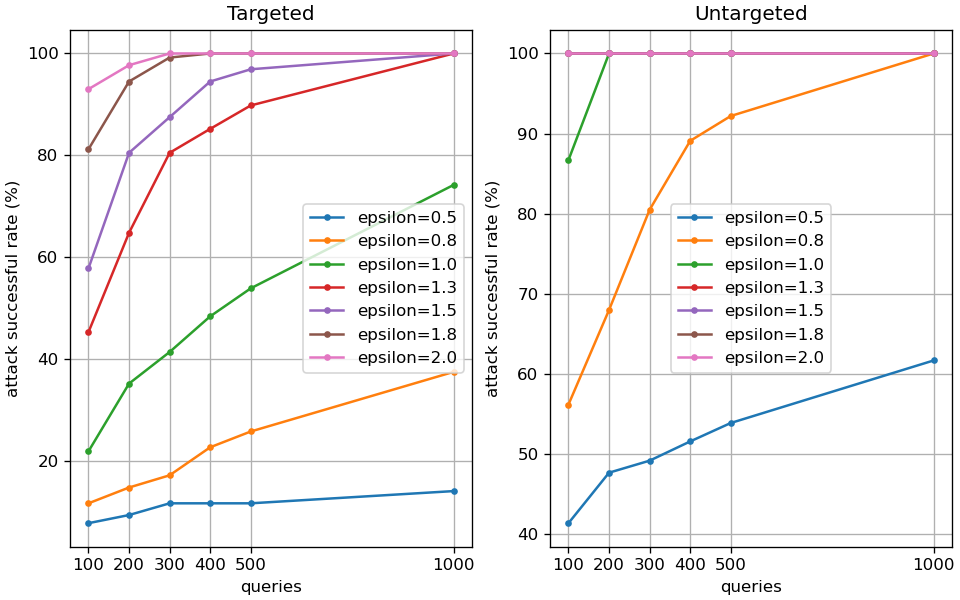 Targeted
100
80
60
40
20
attack successful rate (%)
epsilon=0.5
epsilon=0.8
epsilon=1.0
epsilon=1.3
epsilon=1.5
epsilon=1.8
epsilon=2.0
100 200 300 400 500 1000
queries
Untargeted
100
90
80
70
60
50
40
attack successful rate (%)
epsilon=0.5
epsilon=0.8
epsilon=1.0
epsilon=1.3
epsilon=1.5
epsilon=1.8
epsilon=2.0
100 200 300 400 500 1000
queries